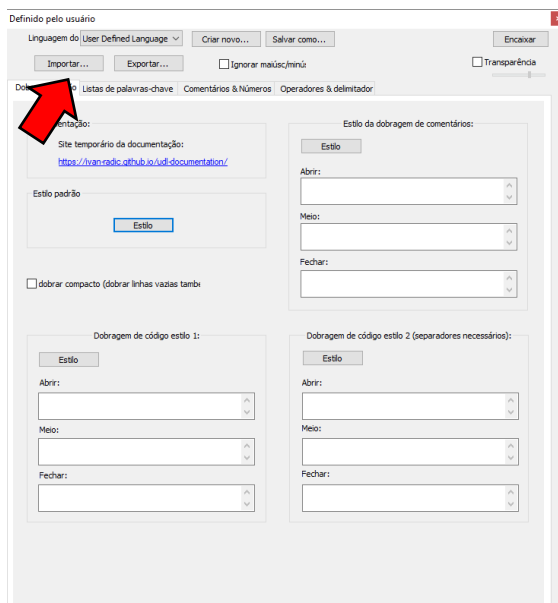 Definido pelo usuário
Linguagem do User Defined Language Criar novo... Salvar como... Encaixar
Importar... Exportar... Ignorar maiúsc/minú: Transparência
Listas de palavras-chave Comentários & Números Operadores & delimitador
Estilo da dobragem de comentários:
Site temporário da documentação:
https://ivan-radic.github.io/udl-documentation/
Estilo
Abrir:
Estilo padrão
Estilo
Meio:
Fechar:
dobrar compacto (dobrar linhas vazias també
Dobragem de código estilo 1: Dobragem de código estilo 2 (separadores necessários):
Estilo Estilo
Abrir: Abrir:
Meio: Meio:
Fechar: Fechar: